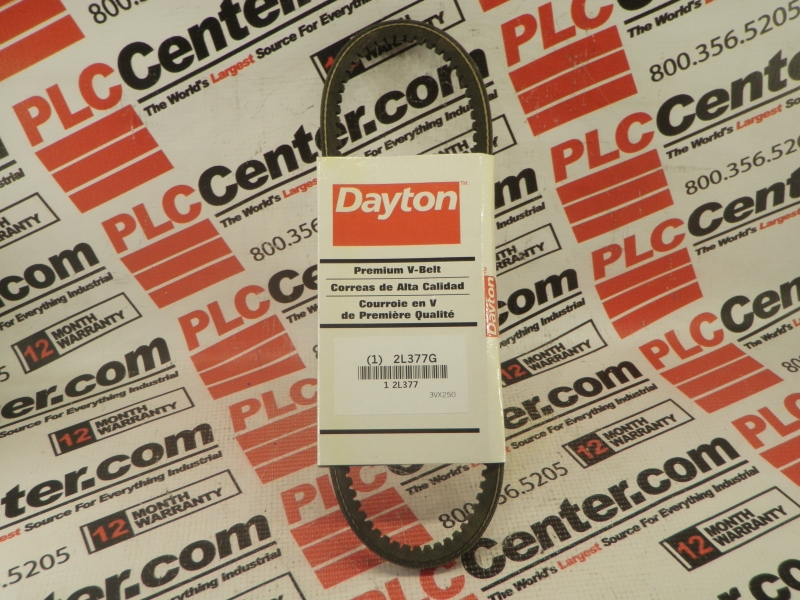 Dayton™
Premium V-Belt
Correas de Alta Calidad
Courroie en V
de Première Qualité
(1) 2L377G
1 2L377
3VX250
Dayton
800.356.5205
PLCCenter.com
The World's Largest Source For Everything Industrial
12 MONTH WARRANTY